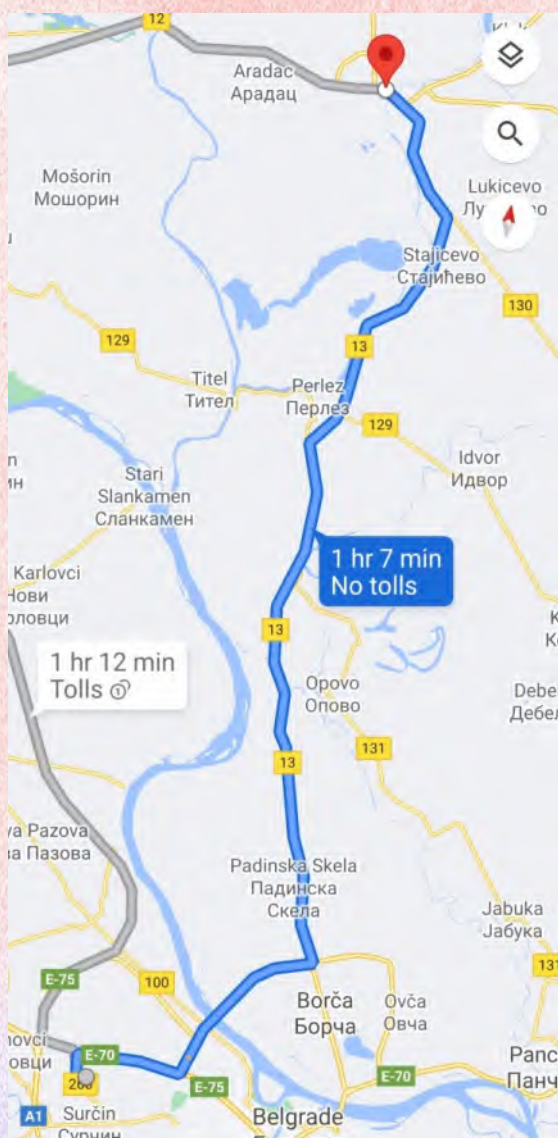 12
Aradac
Арадац
Mošorin
Мошорин
Lukicevo
Stajicevo
Стајићево
130
129
13
Titel
Тител
Perlez
Перлез
129
Idvor
Идвор
Stari
Slankamen
Сланкамен
1 hr 7 min
No tolls
Karlovci
13
1 hr 12 min
Tolls
Opovo
Опово
131
13
Pazova
Пазова
Padinska Skela
Падинска
Скела
Jabuka
Јабука
131
E-75
100
Borča
Борча
Ovča
Овча
E-70
E-75
E-70
A1
Surčin
Сурчин
Belgrade